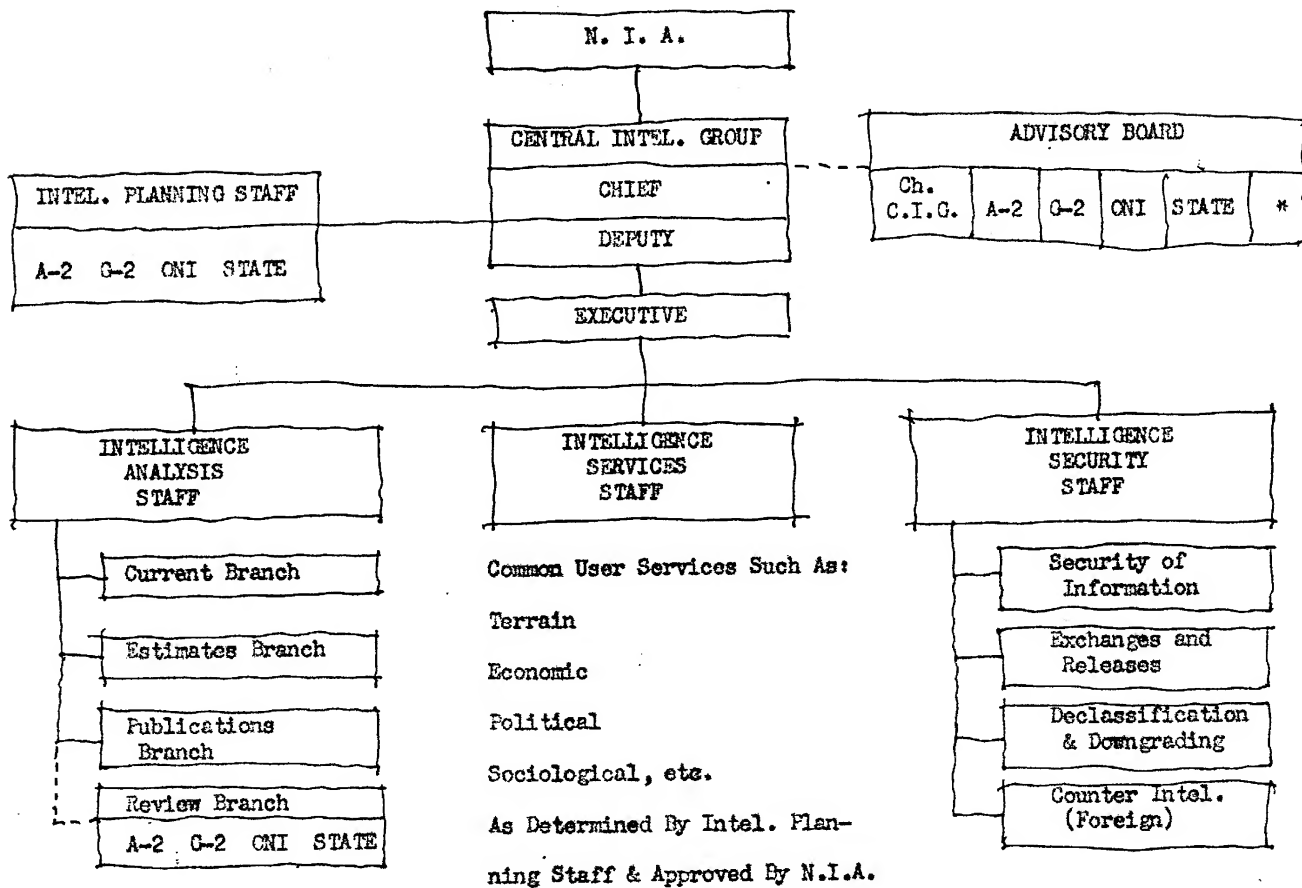 N. I. A.
CENTRAL INTEL. GROUP
CHIEF
DEPUTY
ADVISORY BOARD
Ch.
C.I.G.
A-2
G-2
ONI
STATE
*
INTEL. PLANNING STAFF
A-2 G-2 ONI STATE
EXECUTIVE
INTELLIGENCE
ANALYSIS
STAFF
Current Branch
Estimates Branch
Publications
Branch
Review Branch
A-2 G-2 ONI STATE
INTELLIGENCE
SERVICES
STAFF
Common User Services Such As:
Terrain
Economic
Political
Sociological, etc.
As Determined By Intel. Plan-
ning Staff & Approved By N.I.A.
INTELLIGENCE
SECURITY
STAFF
Security of
Information
Exchanges and
Releases
Declassification
& Downgrading
Counter Intel.
(Foreign)